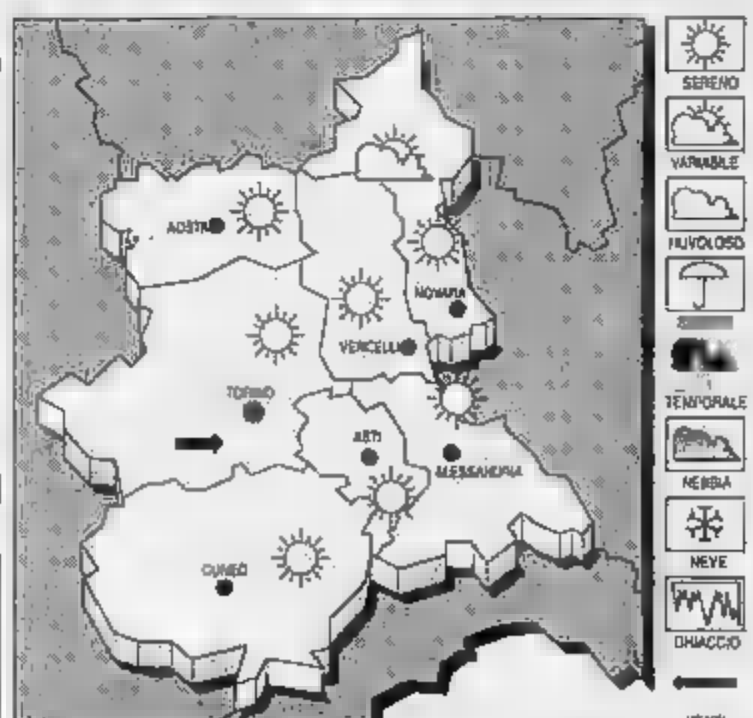 SERENO
VARIABILE
NUVOLOSO
TEMPORALE
NEBBIA
NEVE
GHIACCIO
AOSTA
NOVARA
VERCELLI
TORINO
ASTI
ALESSANDRIA
CUNEO